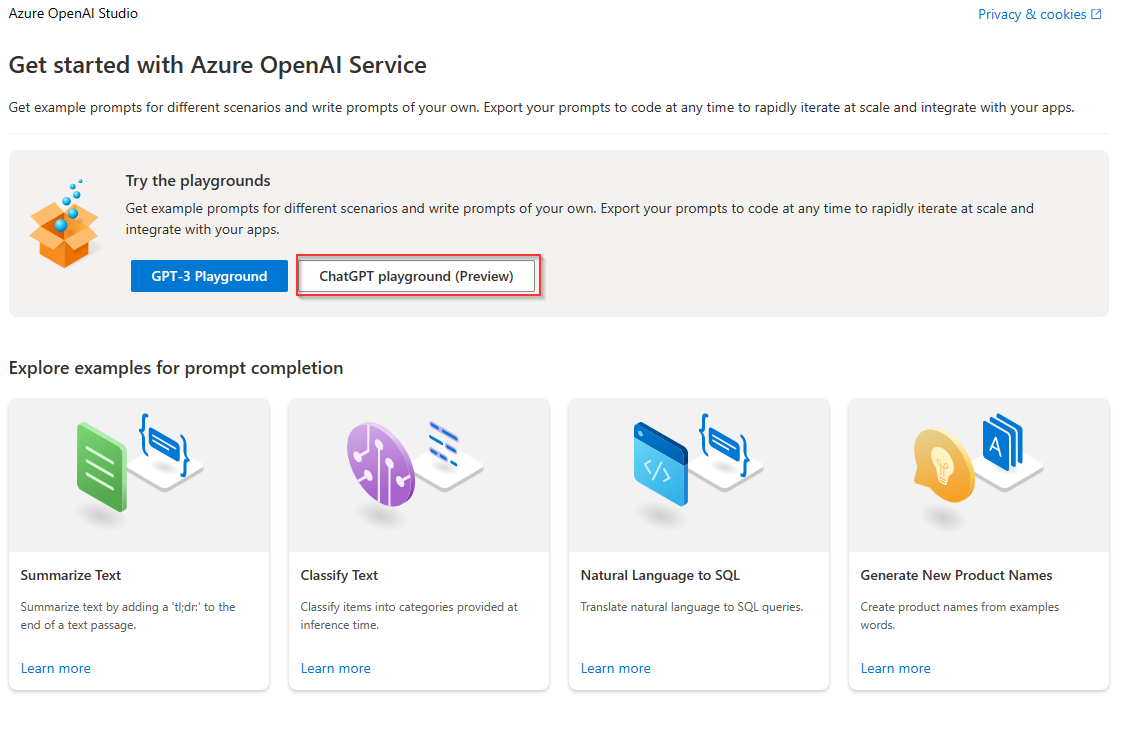 Azure OpenAI Studio
Privacy & cookies
Get started with Azure OpenAI Service
Get example prompts for different scenarios and write prompts of your own. Export your prompts to code at any time to rapidly iterate at scale and integrate with your apps.
Try the playgrounds
Get example prompts for different scenarios and write prompts of your own. Export your prompts to code at any time to rapidly iterate at scale and
integrate with your apps.
GPT-3 Playground
ChatGPT playground (Preview)
Explore examples for prompt completion
A
Summarize Text
Summarize text by adding a 'tl;dr:' to the
end of a text passage.
Learn more
Classify Text
Classify items into categories provided at
inference time.
Learn more
Natural Language to SQL
Translate natural language to SQL queries.
Learn more
Generate New Product Names
Create product names from examples
words.
Learn more